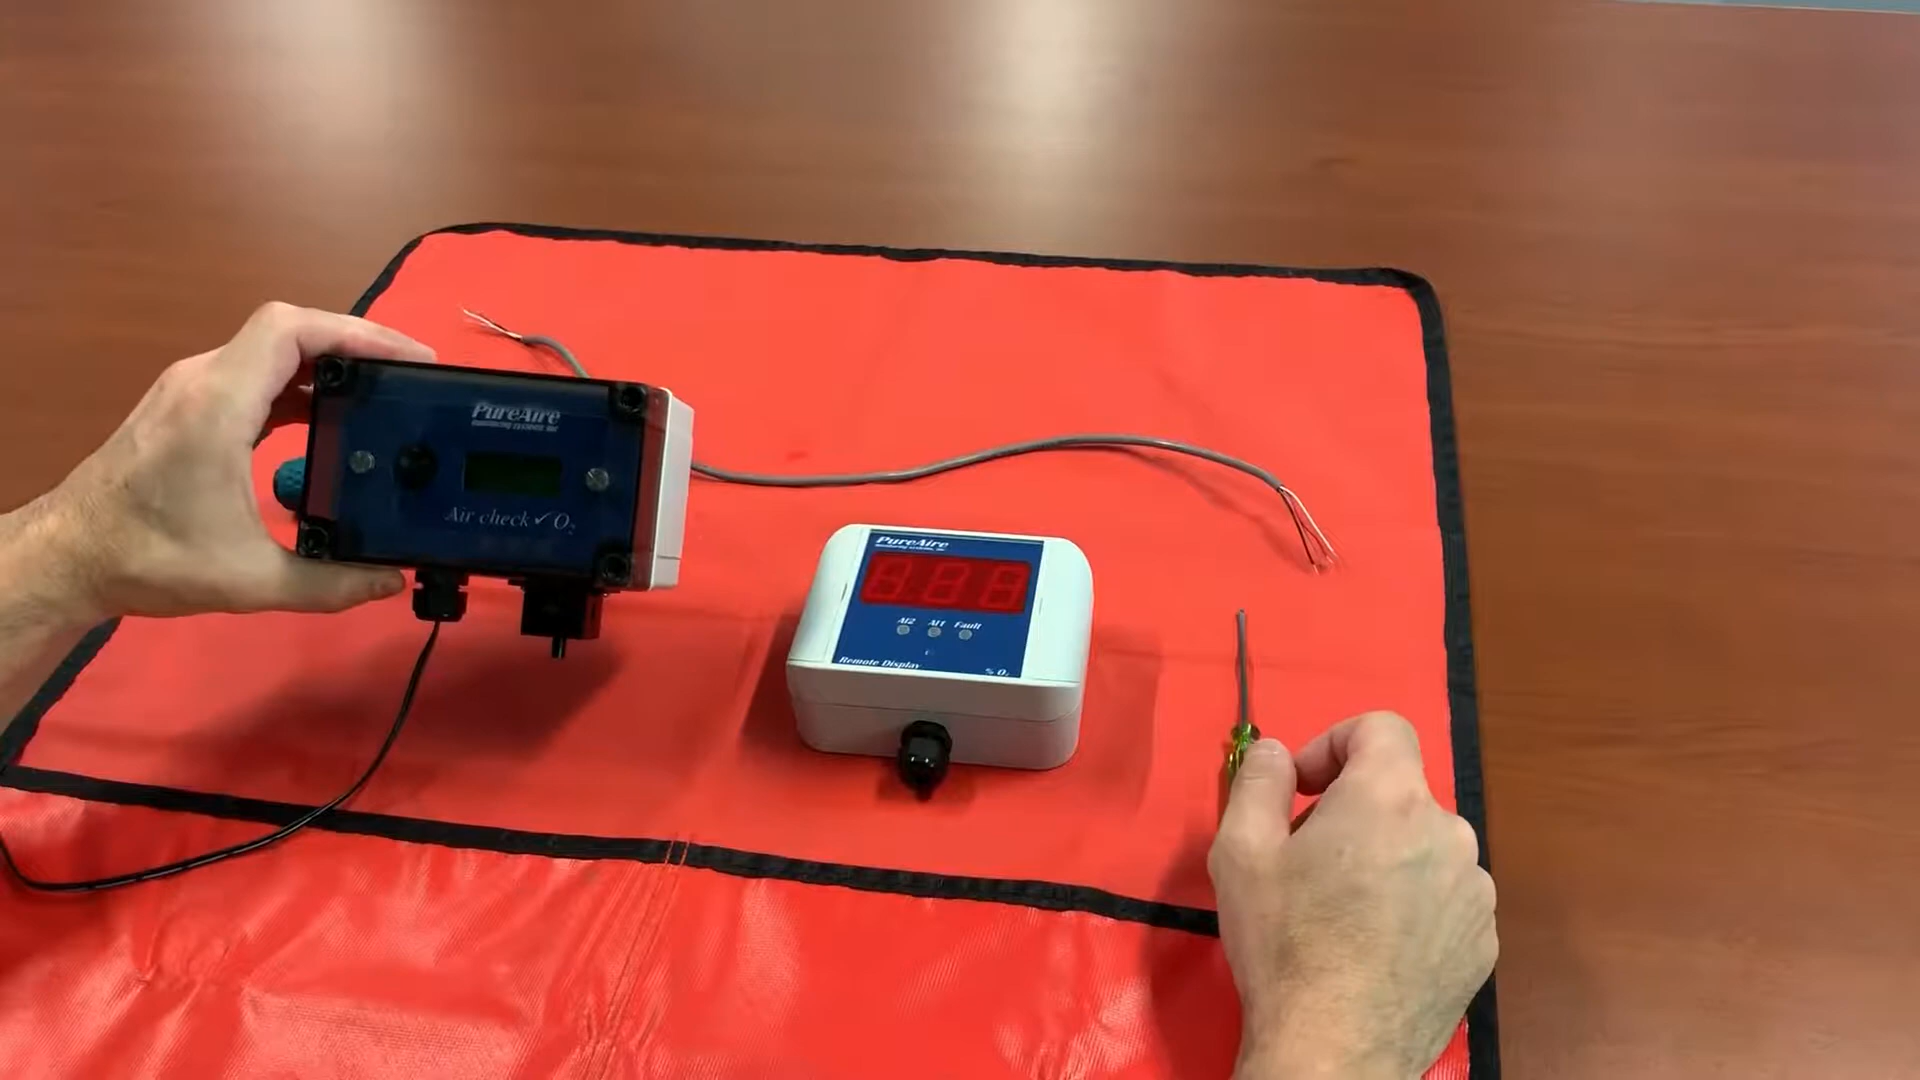 PureAire
Air check✓ O₂
PureAire
Al2 Al1 Fault
Remote Display
% O₂